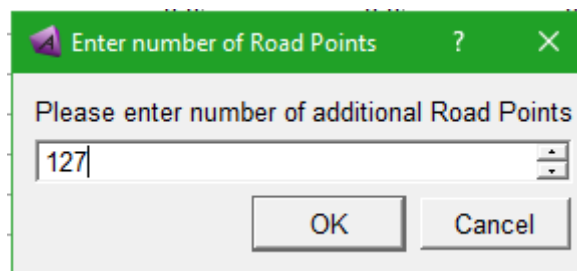 Enter number of Road Points ? ×
Please enter number of additional Road Points
127
OK Cancel